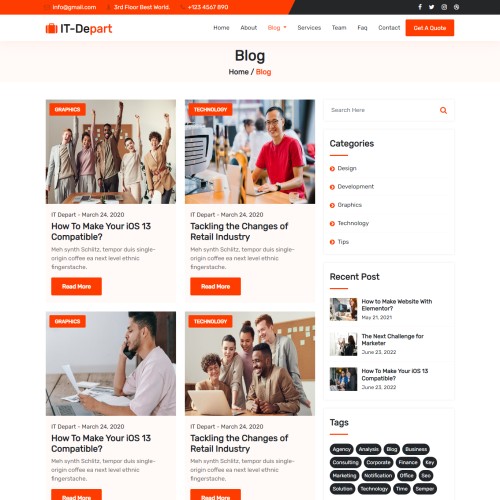 Info@gmail.com 3rd Floor Best World. +123 4567 890
IT-Depart
Home About Blog Services Team Faq Contact Get A Quote
Blog
Home / Blog
GRAPHICS
IT Depart - March 24, 2020
How To Make Your iOS 13
Compatible?
Meh synth Schlitz, tempor duis single-
origin coffee ea next level ethnic
fingerstache.
Read More
TECHNOLOGY
IT Depart - March 24, 2020
Tackling the Changes of
Retail Industry
Meh synth Schlitz, tempor duis single-
origin coffee ea next level ethnic
fingerstache.
Read More
GRAPHICS
IT Depart - March 24, 2020
How To Make Your iOS 13
Compatible?
Meh synth Schlitz, tempor duis single-
origin coffee ea next level ethnic
fingerstache.
Read More
TECHNOLOGY
IT Depart - March 24, 2020
Tackling the Changes of
Retail Industry
Meh synth Schlitz, tempor duis single-
origin coffee ea next level ethnic
fingerstache.
Read More
Search Here
Categories
Design
Development
Graphics
Technology
Tips
Recent Post
How to Make Website With
Elementor?
May 21, 2021
The Next Challenge for
Marketer
June 23, 2022
How To Make Your iOS 13
Compatible?
June 23, 2022
Tags
Agency Analysis Blog Business
Consulting Corporate Finance Key
Marketing Notification Office Seo
Solution Technology Time Semper